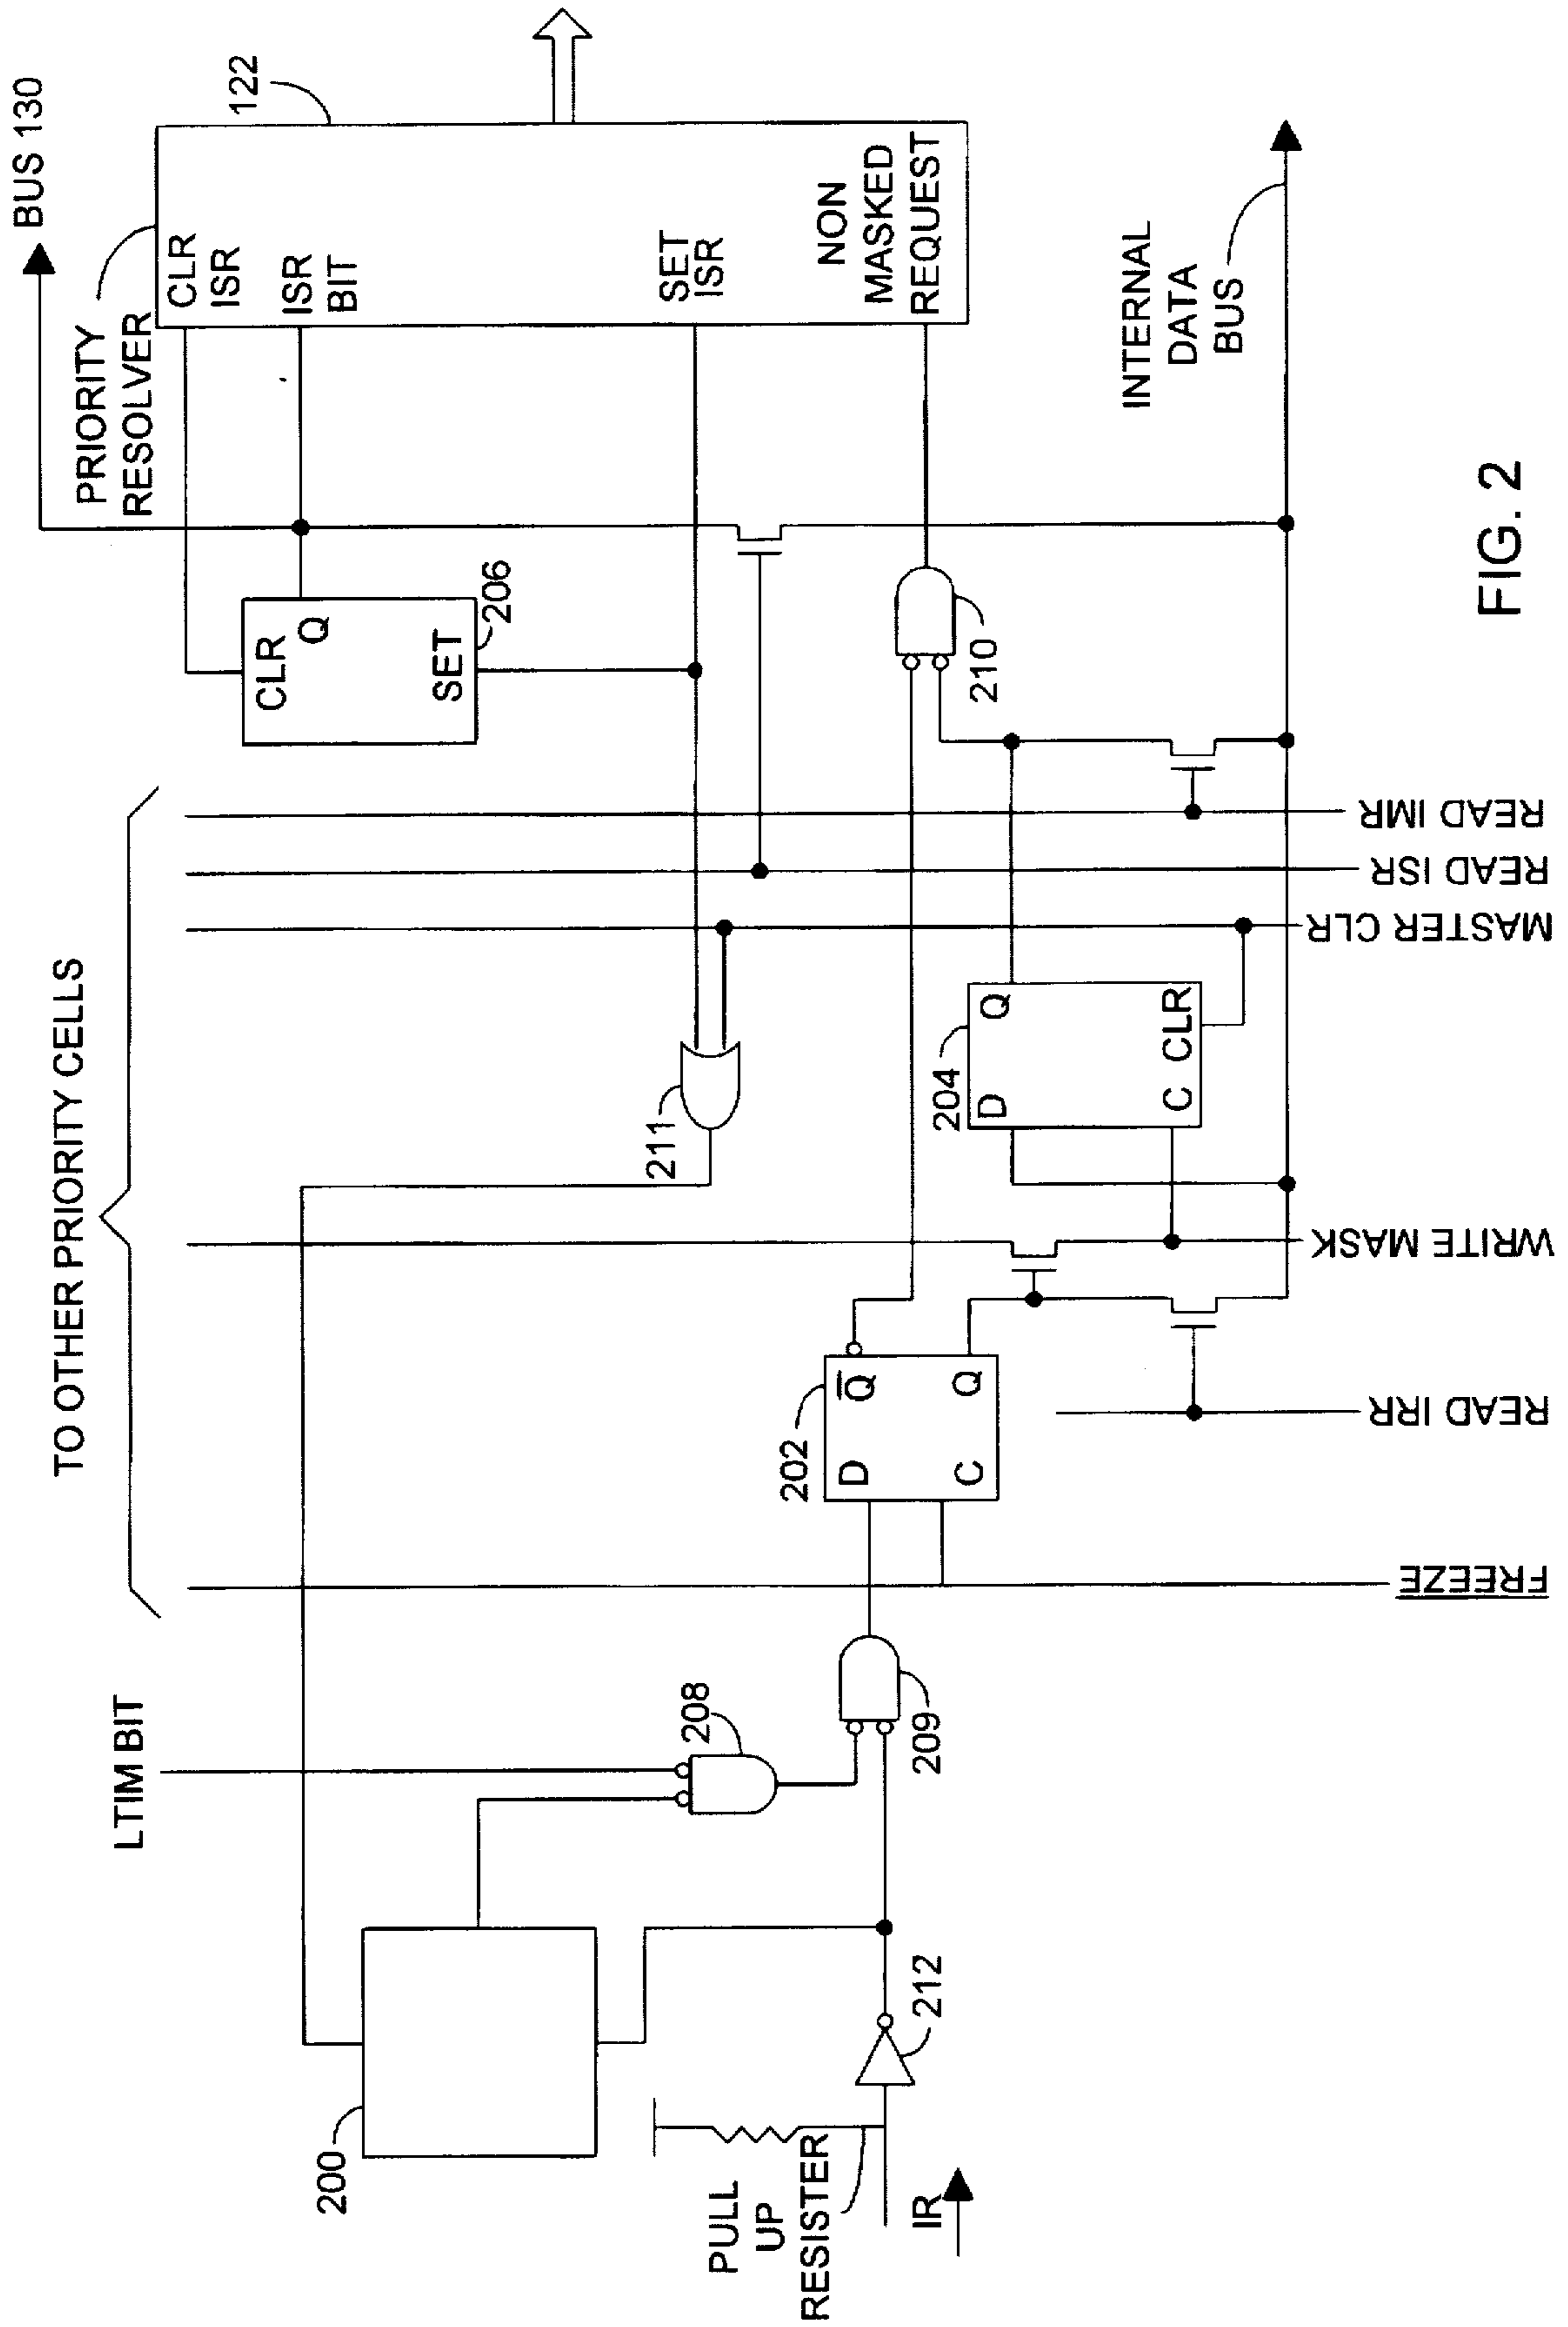 BUS 130
PRIORITY
RESOLVER
122
CLR
ISR
ISR
BIT
SET
ISR
NON
MASKED
REQUEST
CLR
Q
SET
206
TO OTHER PRIORITY CELLS
LTIM BIT
200
208
209
211
202
D
Q̅
C
Q
204
D
Q
C
CLR
210
212
PULL
UP
RESISTER
IR
INTERNAL
DATA
BUS
F̅R̅E̅E̅Z̅E̅
READ IRR
WRITE MASK
MASTER CLR
READ ISR
READ IMR
FIG. 2